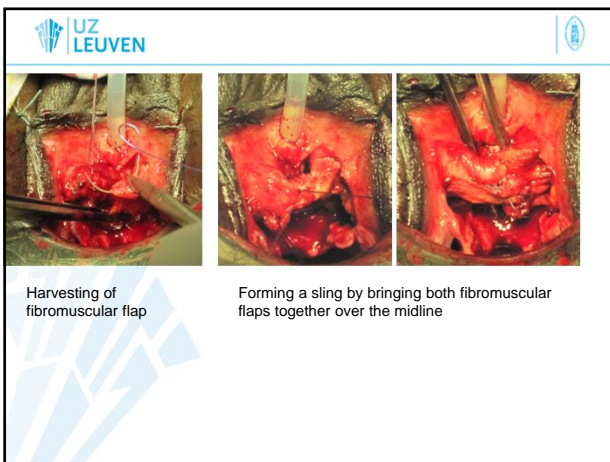 UZ
LEUVEN
Harvesting of
fibromuscular flap
Forming a sling by bringing both fibromuscular
flaps together over the midline